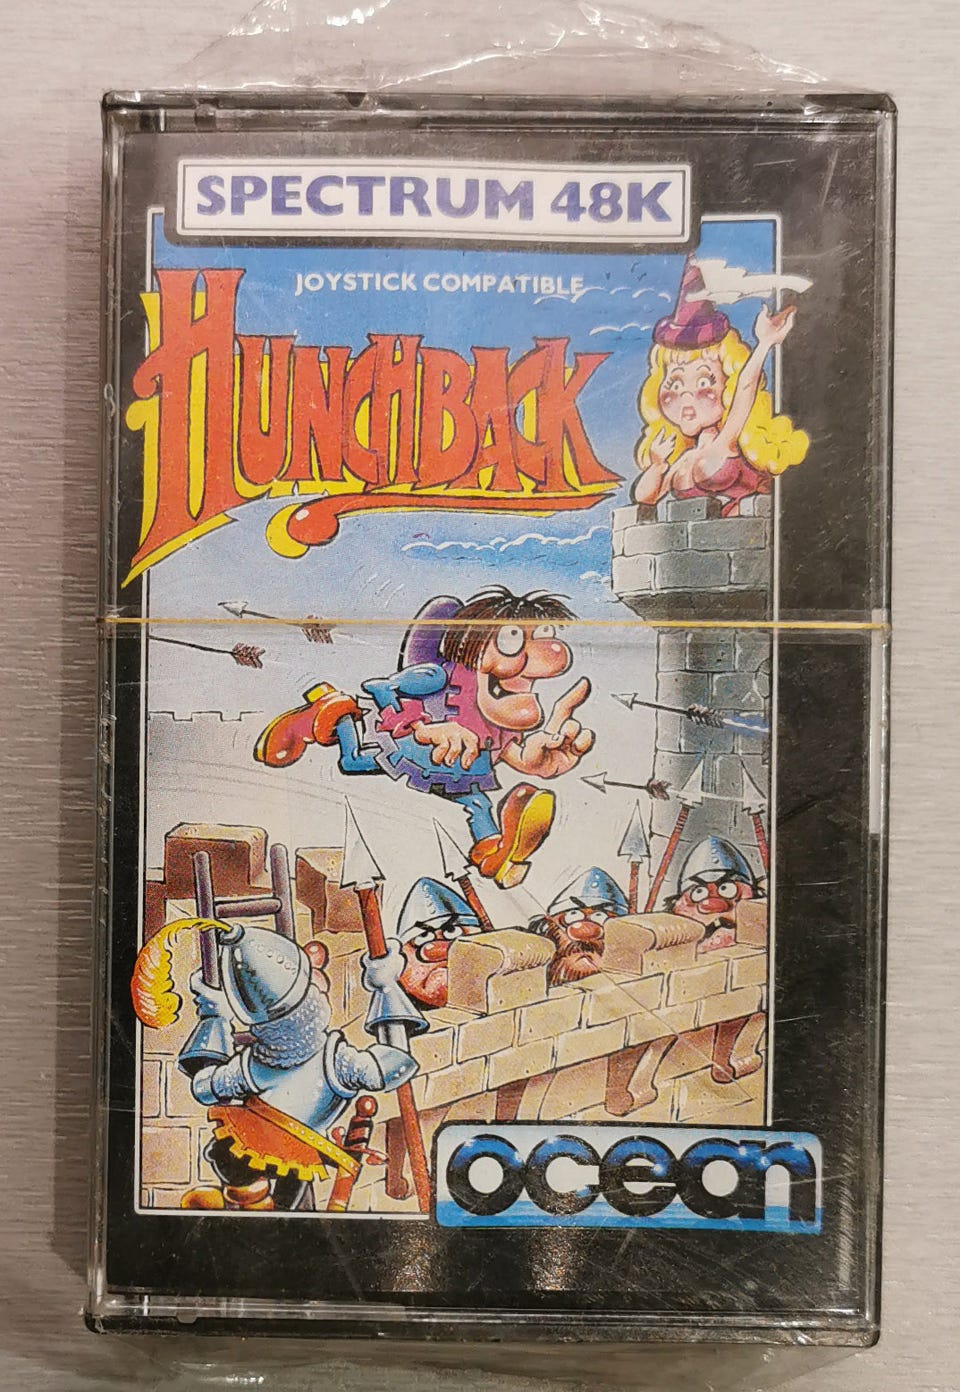 SPECTRUM 48K
JOYSTICK COMPATIBLE
HUNCHBACK
ocean